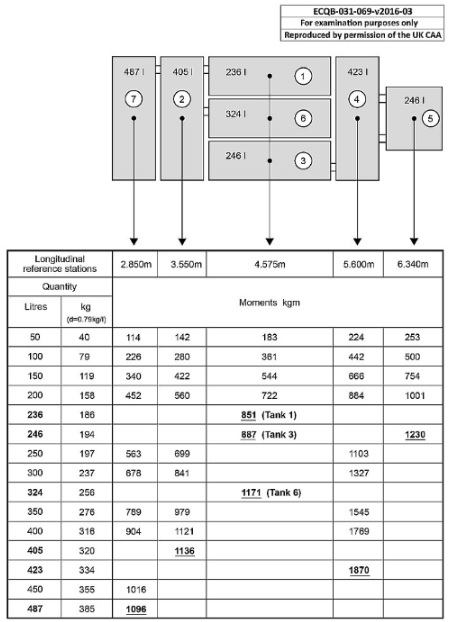 ECQB-031-069-v2016-03
For examination purposes only
Reproduced by permission of the UK CAA
487 l 405 l 236 l 1 423 l
7 2 324 l 6 4 246 l 5
246 l 3
Longitudinal reference stations 2.850m 3.550m 4.575m 5.600m 6.340m
Quantity
Litres kg (d=0.79kg/l) Moments kgm
50 40 114 142 183 224 253
100 79 226 280 361 442 500
150 119 340 422 544 666 754
200 158 452 560 722 884 1001
236 186 851 (Tank 1)
246 194 887 (Tank 3) 1230
250 197 563 699 1103
300 237 678 841 1327
324 256 1171 (Tank 6)
350 276 789 979 1545
400 316 904 1121 1769
405 320 1136
423 334 1870
450 355 1016
487 385 1096